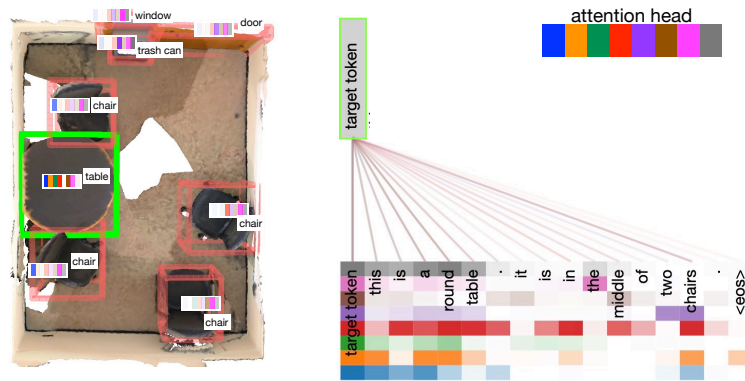 window
door
trash can
chair
table
chair
chair
chair
attention head
target token
..
target token this is a round table . it is in the middle of two chairs . <eos>